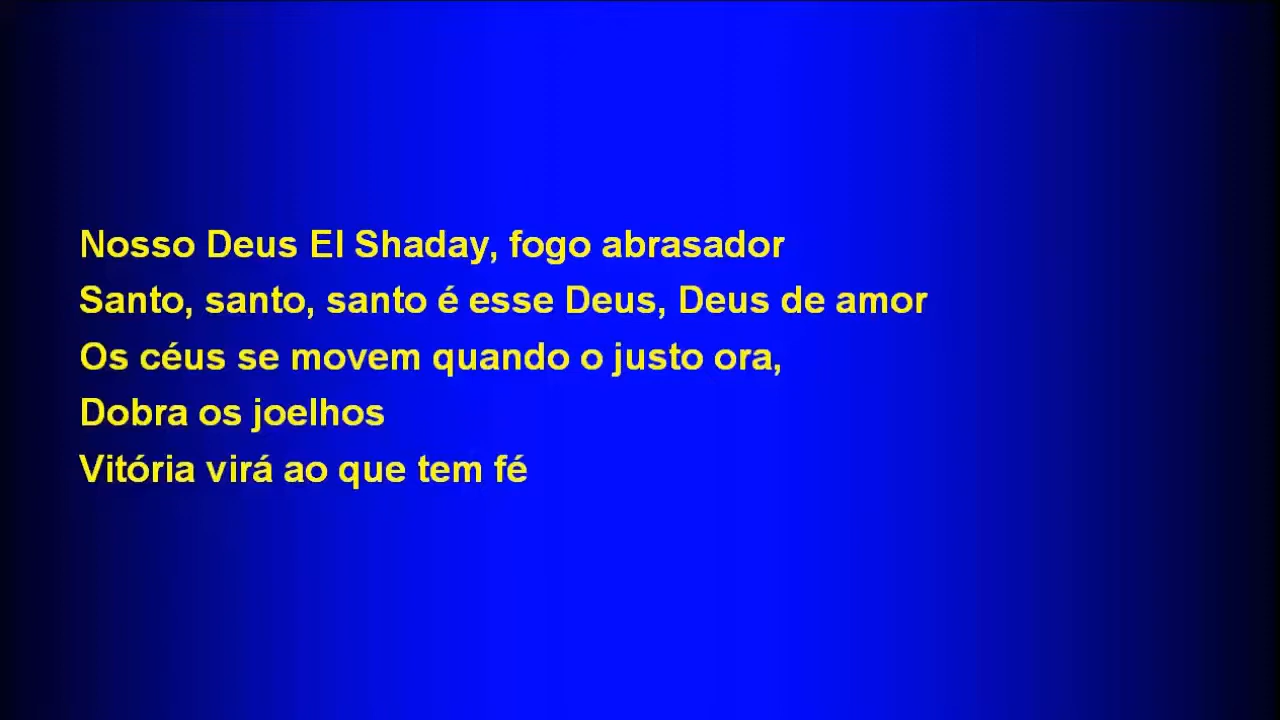 Nosso Deus El Shaday, fogo abrasador
Santo, santo, santo é esse Deus, Deus de amor
Os céus se movem quando o justo ora,
Dobra os joelhos
Vitória virá ao que tem fé